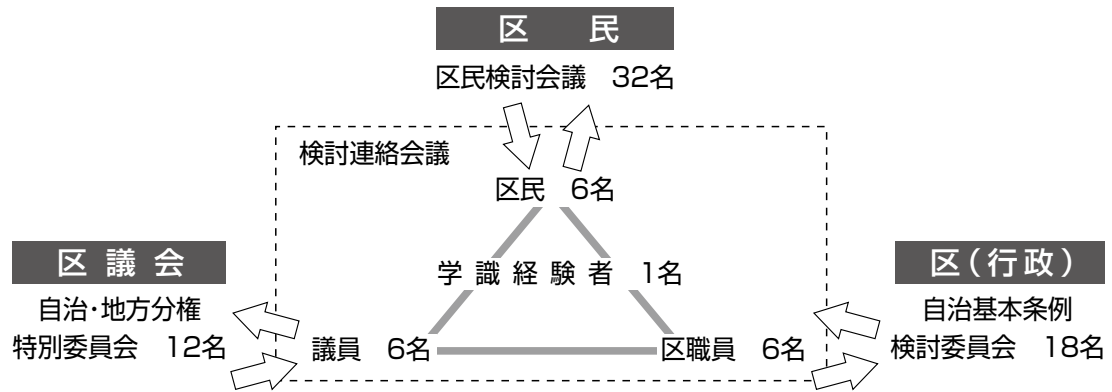 区　民
区民検討会議　32名
検討連絡会議
区民　6名
学識経験者　1名
議員　6名
区職員　6名
区議会
自治・地方分権
特別委員会　12名
区（行政）
自治基本条例
検討委員会　18名